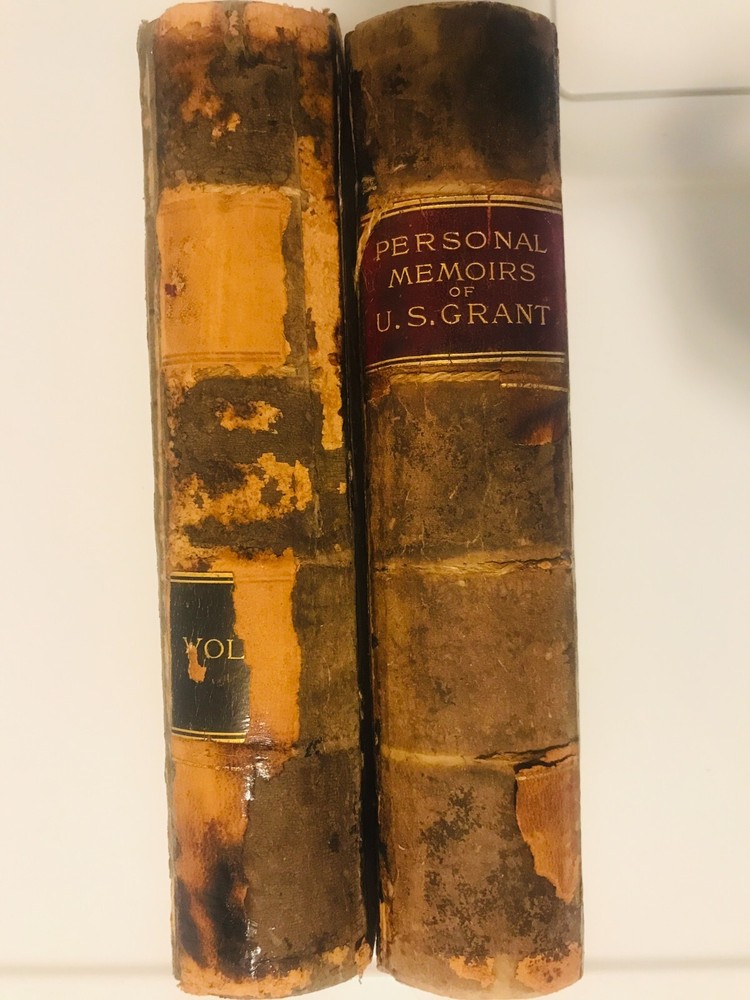 VOL
PERSONAL
MEMOIRS
OF
U.S. GRANT